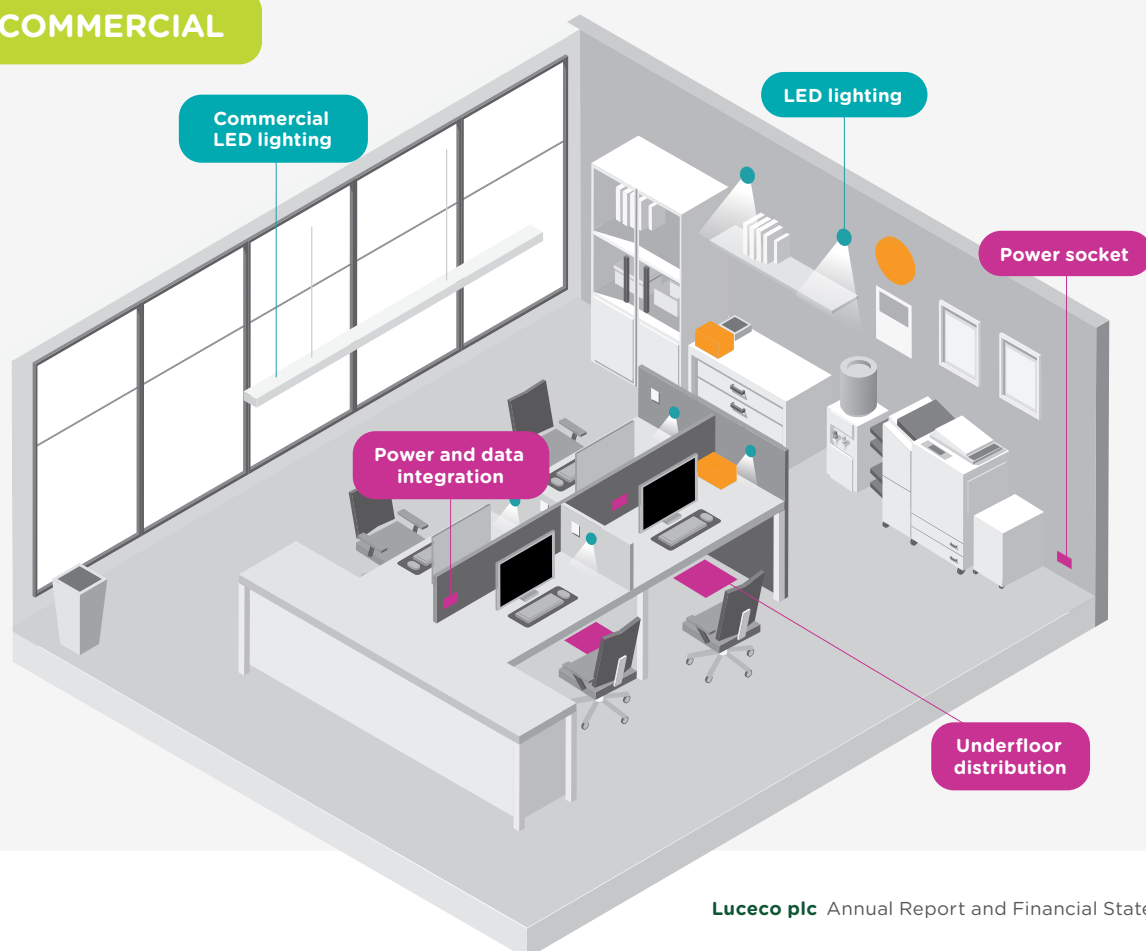 COMMERCIAL
Commercial
LED lighting
LED lighting
Power socket
Power and data
integration
Underfloor
distribution
Luceco plc Annual Report and Financial State